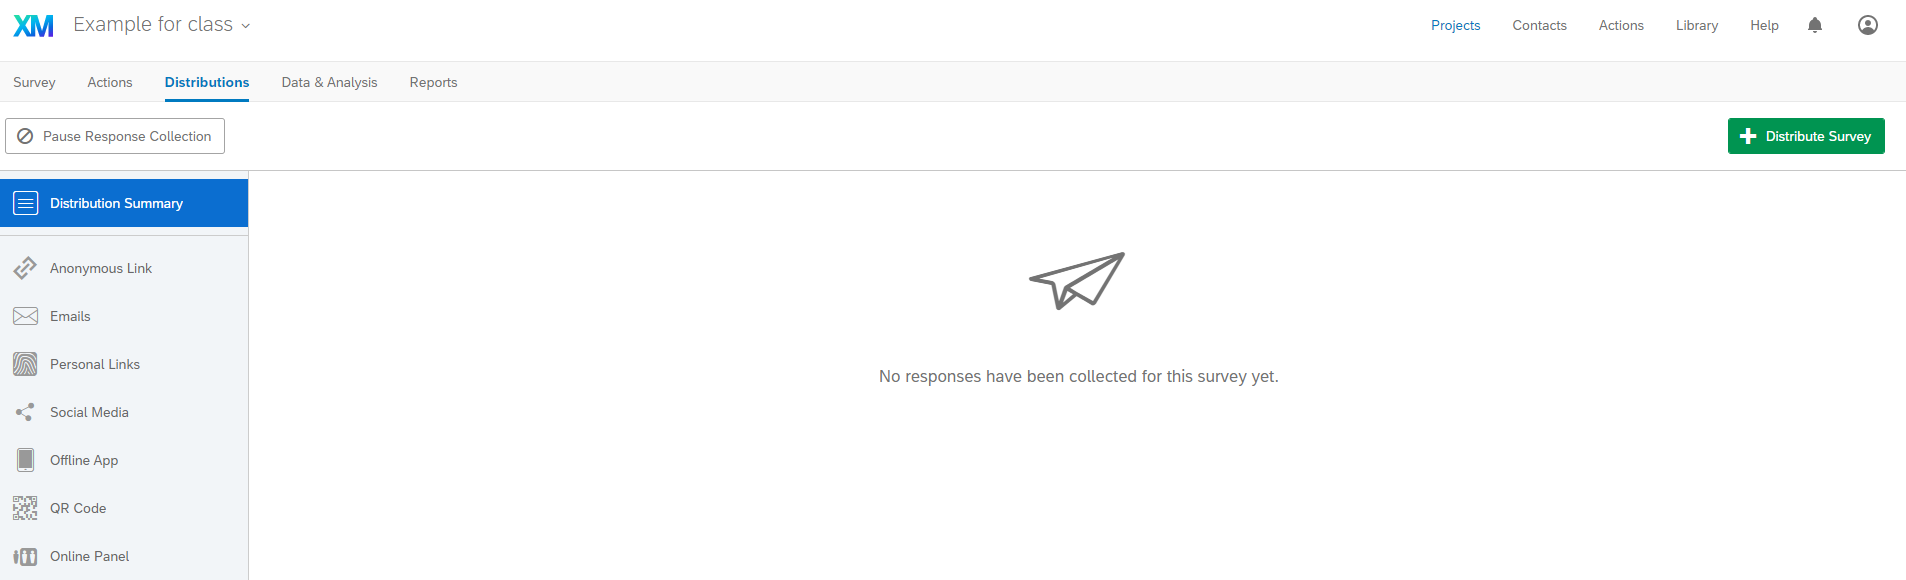 XM Example for class
Projects Contacts Actions Library Help
Survey Actions Distributions Data & Analysis Reports
Pause Response Collection
Distribute Survey
Distribution Summary
Anonymous Link
Emails
Personal Links
Social Media
Offline App
QR Code
Online Panel
No responses have been collected for this survey yet.